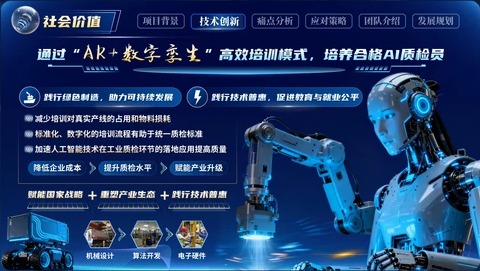 社会价值
项目背景 技术创新 痛点分析 应对策略 团队介绍 发展规划
通过“AR+数字孪生”高效培训模式，培养合格AI质检员
践行绿色制造，助力可持续发展
践行技术普惠，促进教育与就业公平
减少培训对真实产线的占用和物料损耗
标准化、数字化的培训流程有助于统一质检标准
加速人工智能技术在工业质检环节的落地应用提高质量
降低企业成本 提升质检水平 赋能产业升级
赋能国家战略 + 重塑产业生态 + 践行技术普惠
机械设计 算法开发 电子硬件